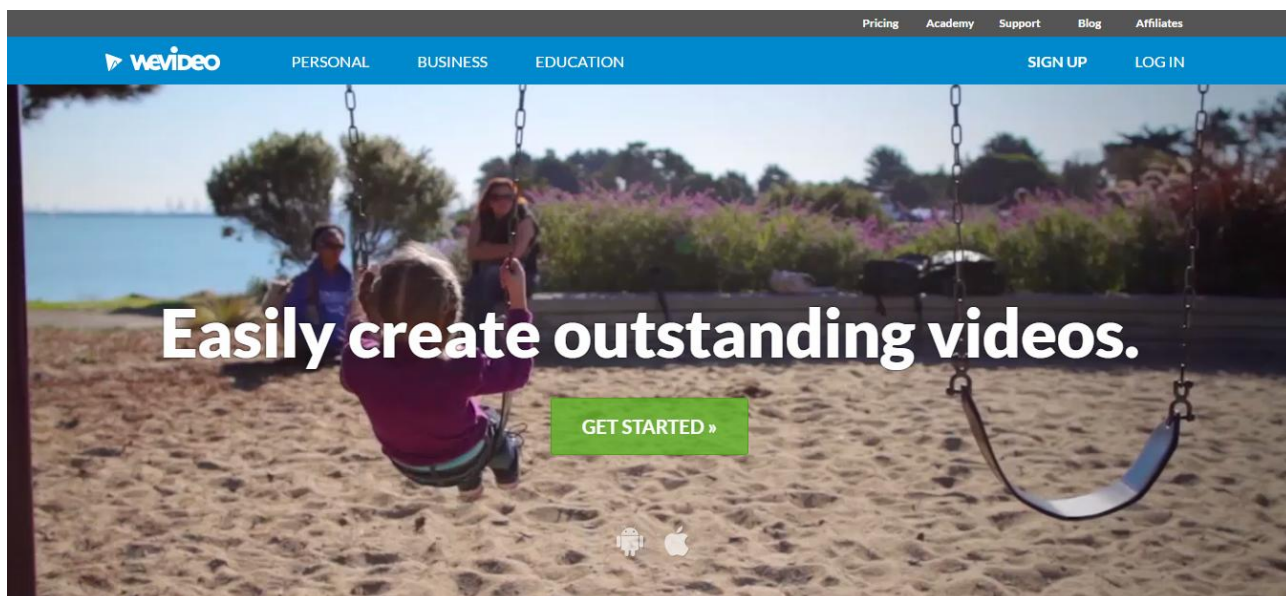 Pricing Academy Support Blog Affiliates
WEVIDEO PERSONAL BUSINESS EDUCATION SIGN UP LOG IN
Easily create outstanding videos.
GET STARTED »